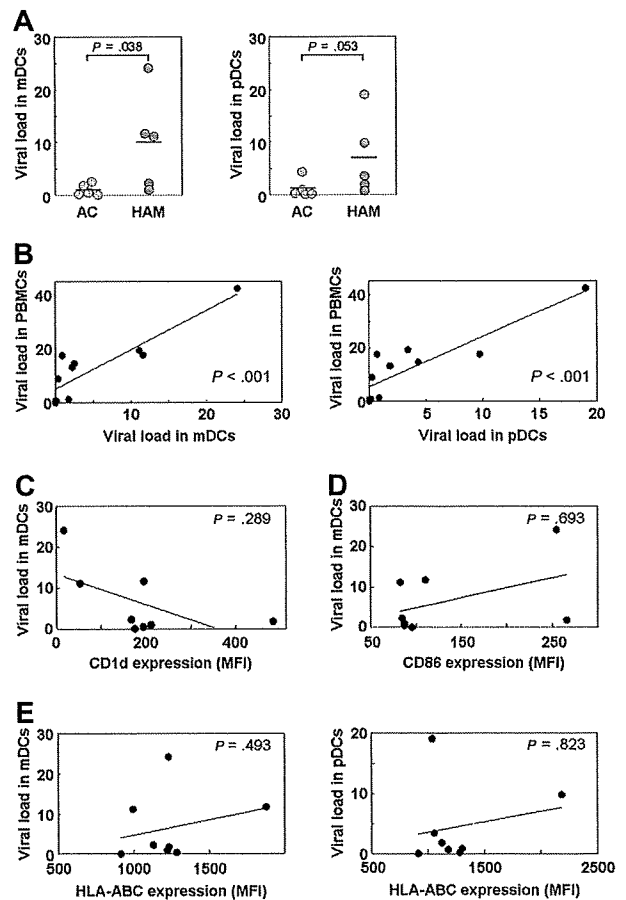 A
Viral load in mDCs
30
20
10
0
P = .038
AC HAM
Viral load in pDCs
30
20
10
0
P = .053
AC HAM
B
Viral load in PBMCs
40
20
0
P < .001
0 10 20 30
Viral load in mDCs
Viral load in PBMCs
40
20
0
P < .001
5 10 15 20
Viral load in pDCs
C
Viral load in mDCs
30
20
10
0
P = .289
0 200 400
CD1d expression (MFI)
D
Viral load in mDCs
30
20
10
0
P = .693
50 150 250
CD86 expression (MFI)
E
Viral load in mDCs
30
20
10
0
P = .493
500 1000 1500
HLA-ABC expression (MFI)
Viral load in pDCs
20
15
10
5
0
P = .823
500 1500 2500
HLA-ABC expression (MFI)